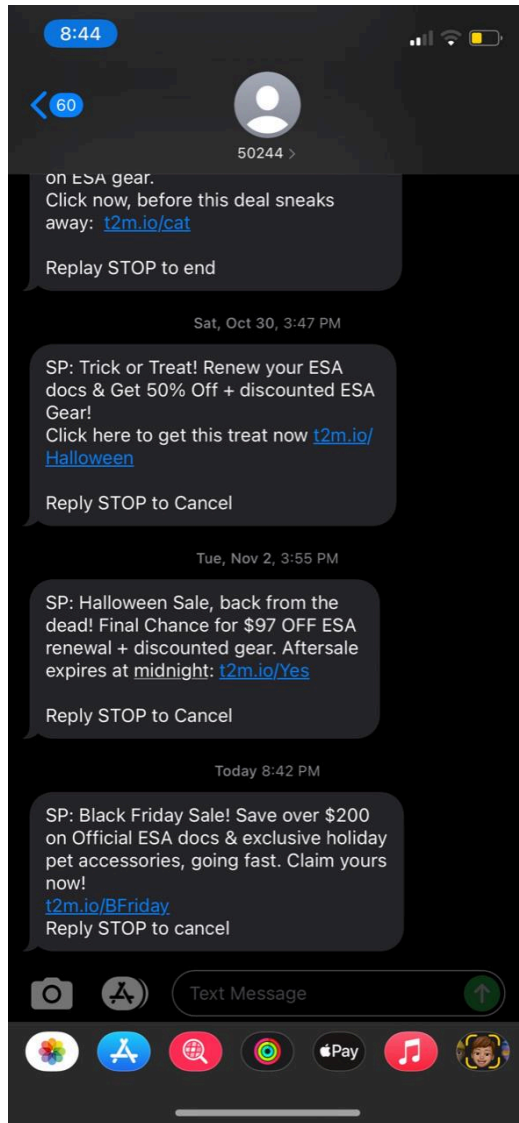 8:44
60
50244 >
on ESA gear.
Click now, before this deal sneaks
away: t2m.io/cat
Replay STOP to end
Sat, Oct 30, 3:47 PM
SP: Trick or Treat! Renew your ESA
docs & Get 50% Off + discounted ESA
Gear!
Click here to get this treat now t2m.io/
Halloween
Reply STOP to Cancel
Tue, Nov 2, 3:55 PM
SP: Halloween Sale, back from the
dead! Final Chance for $97 OFF ESA
renewal + discounted gear. Aftersale
expires at midnight: t2m.io/Yes
Reply STOP to Cancel
Today 8:42 PM
SP: Black Friday Sale! Save over $200
on Official ESA docs & exclusive holiday
pet accessories, going fast. Claim yours
now!
t2m.io/BFriday
Reply STOP to cancel
Text Message
Pay